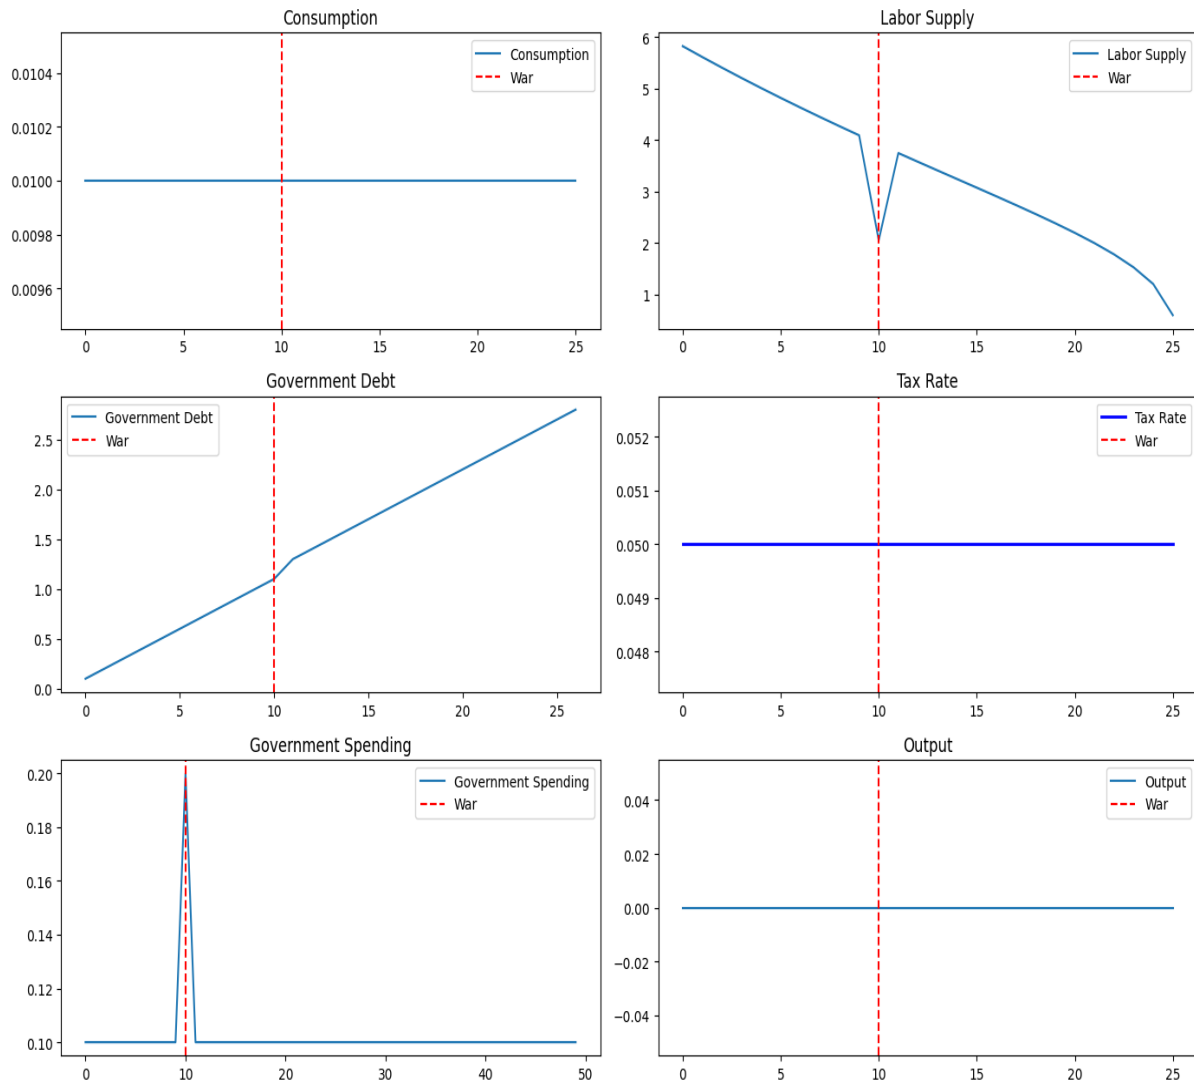 Consumption
Consumption
War
0.0104
0.0102
0.0100
0.0098
0.0096
0 5 10 15 20 25
Labor Supply
Labor Supply
War
6
5
4
3
2
1
0 5 10 15 20 25
Government Debt
Government Debt
War
2.5
2.0
1.5
1.0
0.5
0.0
0 5 10 15 20 25
Tax Rate
Tax Rate
War
0.052
0.051
0.050
0.049
0.048
0 5 10 15 20 25
Government Spending
Government Spending
War
0.20
0.18
0.16
0.14
0.12
0.10
0 10 20 30 40 50
Output
Output
War
0.04
0.02
0.00
−0.02
−0.04
0 5 10 15 20 25